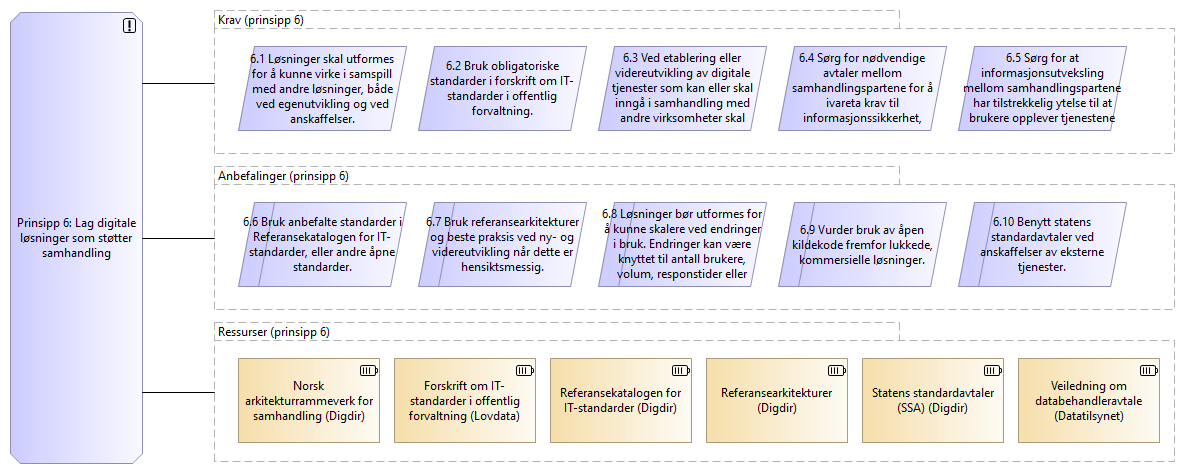 Prinsipp 6: Lag digitale
løsninger som støtter
samhandling
Krav (prinsipp 6)
6.1 Løsninger skal utformes
for å kunne virke i samspill
med andre løsninger, både
ved egenutvikling og ved
anskaffelser.
6.2 Bruk obligatoriske
standarder i forskrift om IT-
standarder i offentlig
forvaltning.
6.3 Ved etablering eller
videreutvikling av digitale
tjenester som kan eller skal
inngå i samhandling med
andre virksomheter skal
6.4 Sørg for nødvendige
avtaler mellom
samhandlingspartene for å
ivareta krav til
informasjonssikkerhet,
6.5 Sørg for at
informasjonsutveksling
mellom samhandlingspartene
har tilstrekkelig ytelse til at
brukere opplever tjenestene
Anbefalinger (prinsipp 6)
6.6 Bruk anbefalte standarder i
Referansekatalogen for IT-
standarder, eller andre åpne
standarder.
6.7 Bruk referansearkitekturer
og beste praksis ved ny- og
videreutvikling når dette er
hensiktsmessig.
6.8 Løsninger bør utformes for
å kunne skalere ved endringer
i bruk. Endringer kan være
knyttet til antall brukere,
volum, responstider eller
6.9 Vurder bruk av åpen
kildekode fremfor lukkede,
kommersielle løsninger.
6.10 Benytt statens
standardavtaler ved
anskaffelser av eksterne
tjenester.
Ressurser (prinsipp 6)
Norsk
arkitekturrammeverk for
samhandling (Digdir)
Forskrift om IT-
standarder i offentlig
forvaltning (Lovdata)
Referansekatalogen for
IT-standarder (Digdir)
Referansearkitekturer
(Digdir)
Statens standardavtaler
(SSA) (Digdir)
Veiledning om
databehandleravtale
(Datatilsynet)